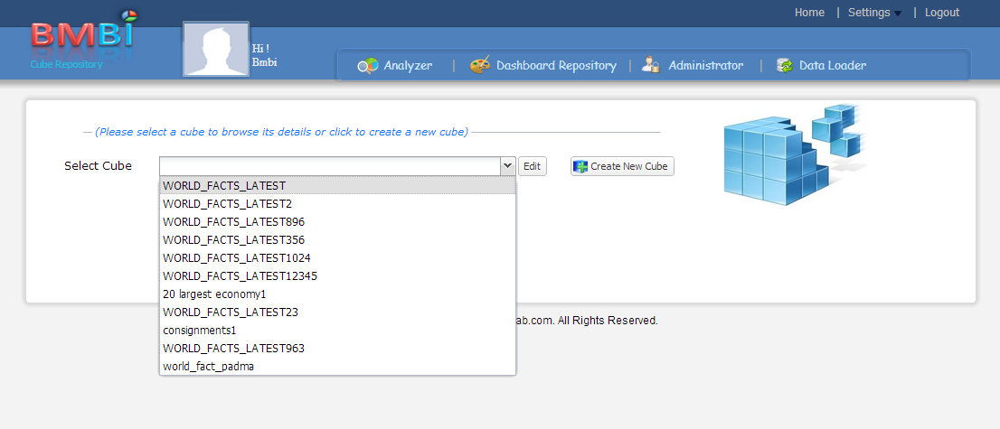 Home | Settings | Logout
BMBi
Cube Repository
Hi !
Bmbi
Analyzer | Dashboard Repository | Administrator | Data Loader
(Please select a cube to browse its details or click to create a new cube)
Select Cube
Edit
Create New Cube
WORLD_FACTS_LATEST
WORLD_FACTS_LATEST2
WORLD_FACTS_LATEST896
WORLD_FACTS_LATEST356
WORLD_FACTS_LATEST1024
WORLD_FACTS_LATEST12345
20 largest economy1
WORLD_FACTS_LATEST23
consignments1
WORLD_FACTS_LATEST963
world_fact_padma
ab.com. All Rights Reserved.